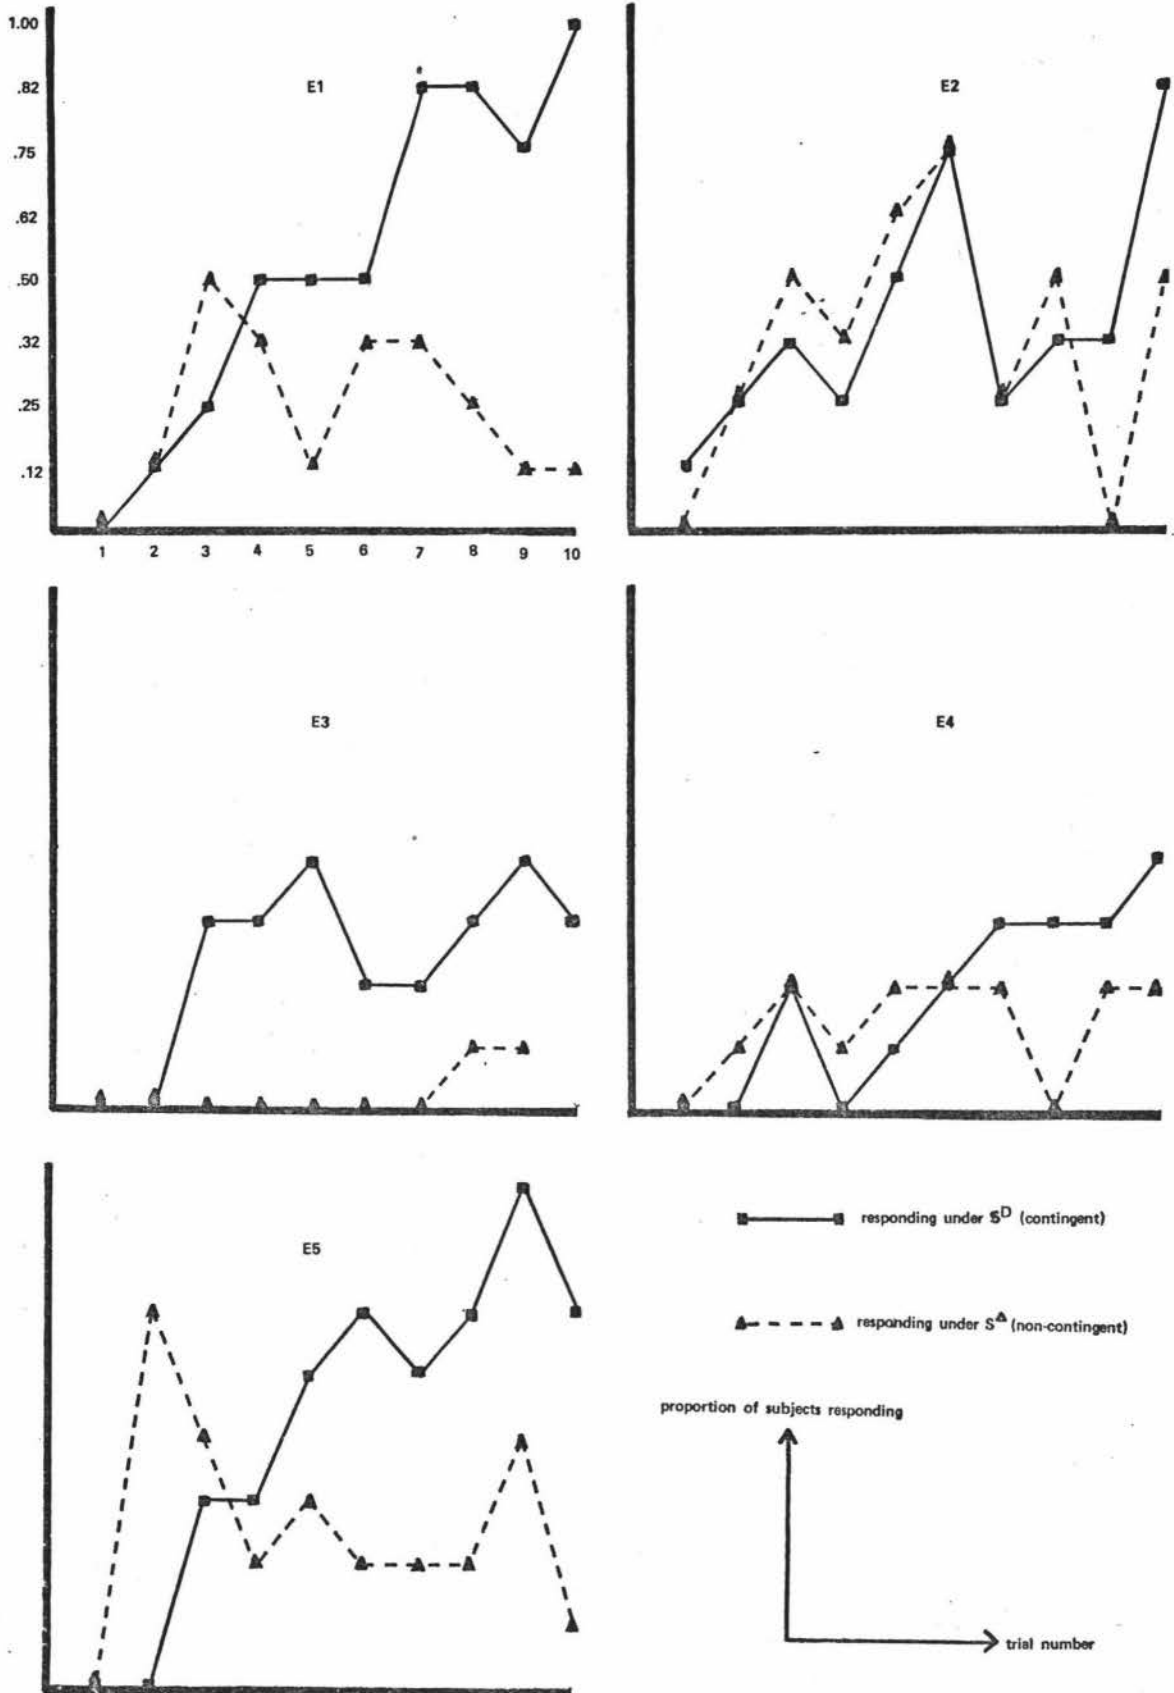 1.00
.82
.75
.62
.50
.32
.25
.12
E1
1 2 3 4 5 6 7 8 9 10
E2
E3
E4
E5
responding under S^D (contingent)
responding under S^Δ (non-contingent)
proportion of subjects responding
trial number